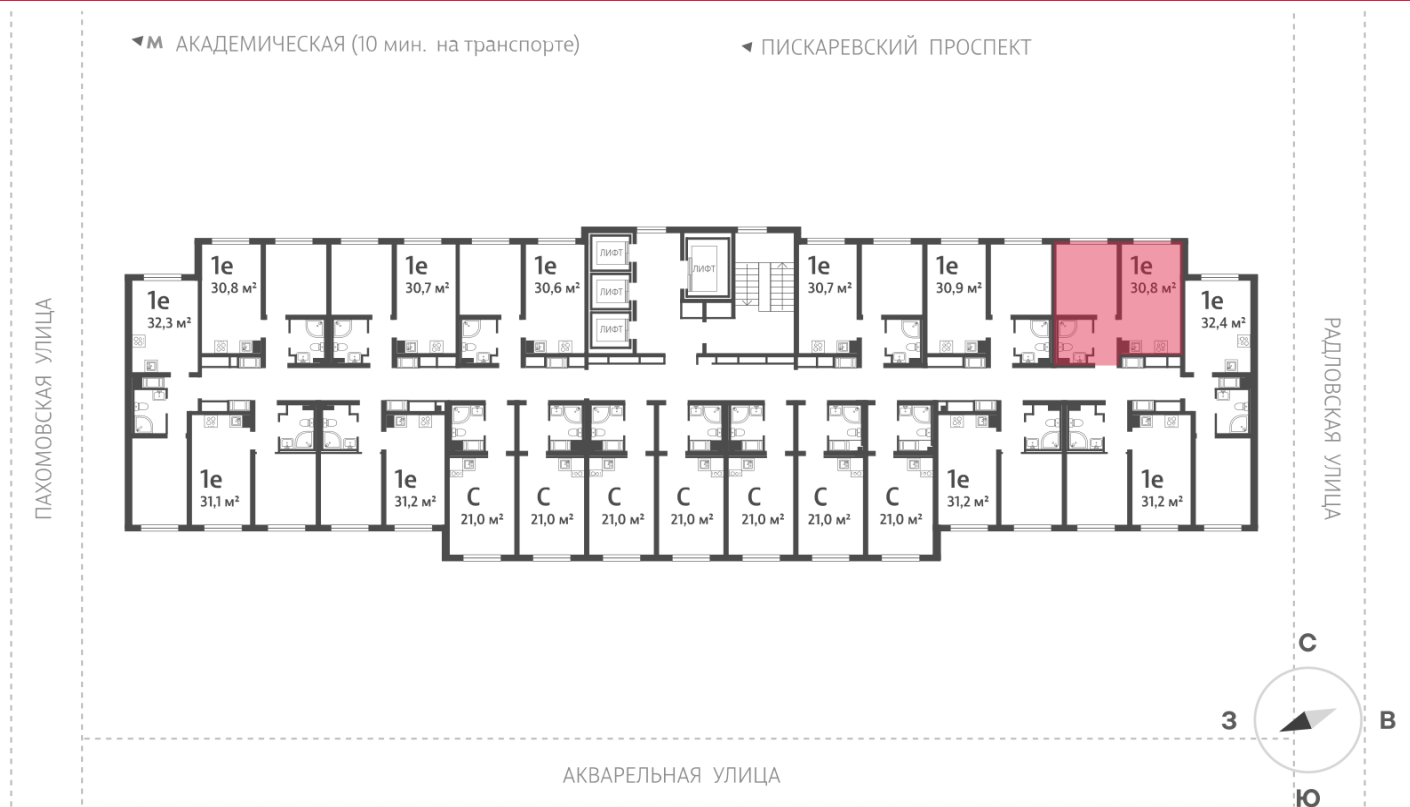 М АКАДЕМИЧЕСКАЯ (10 мин. на транспорте)
ПИСКАРЕВСКИЙ ПРОСПЕКТ
ПАХОМОВСКАЯ УЛИЦА
1е
32,3 м²
1е
30,8 м²
1е
30,7 м²
1е
30,6 м²
ЛИФТ
ЛИФТ
ЛИФТ
ЛИФТ
1е
30,7 м²
1е
30,9 м²
1е
30,8 м²
1е
32,4 м²
РАДЛОВСКАЯ УЛИЦА
1е
31,1 м²
1е
31,2 м²
С
21,0 м²
С
21,0 м²
С
21,0 м²
С
21,0 м²
С
21,0 м²
С
21,0 м²
С
21,0 м²
1е
31,2 м²
1е
31,2 м²
С
З
В
Ю
АКВАРЕЛЬНАЯ УЛИЦА